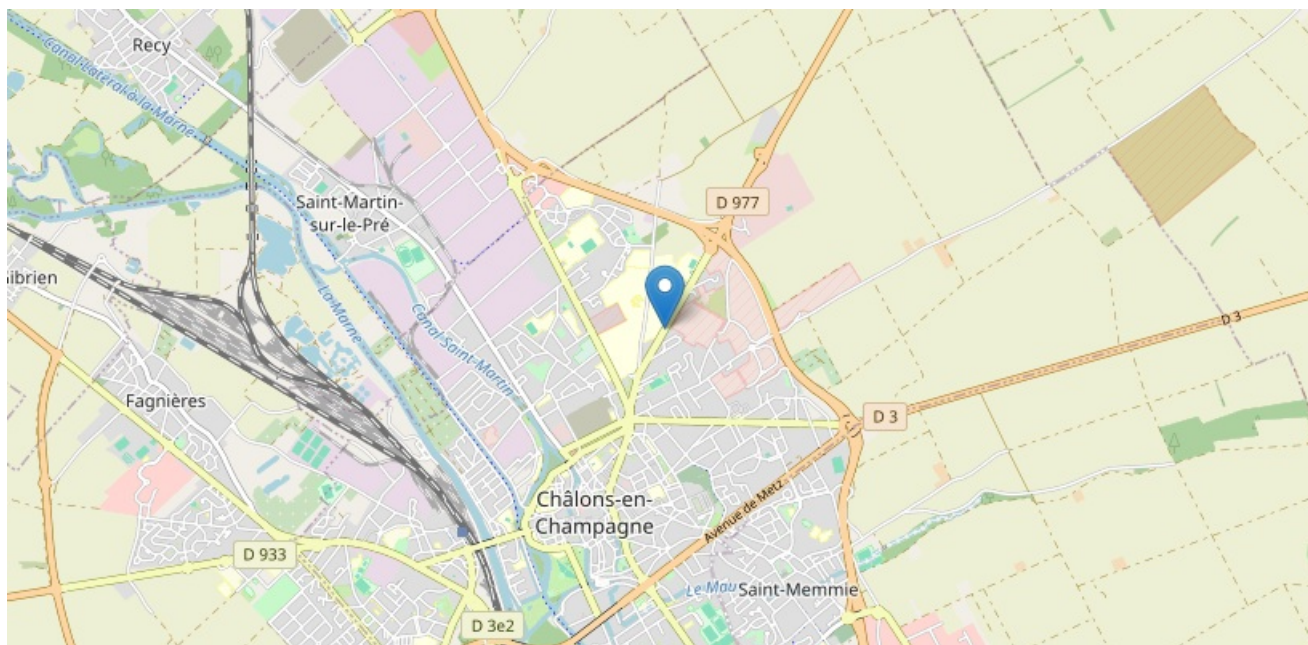 Recy
Canal Latéral à la Marne
D 977
Saint-Martin-
sur-le-Pré
ibrien
La Marne
Canal Saint-Martin
D 3
Fagnières
D 3
Châlons-en-
Champagne
Avenue de Metz
D 933
Le Mau
Saint-Memmie
D 3e2